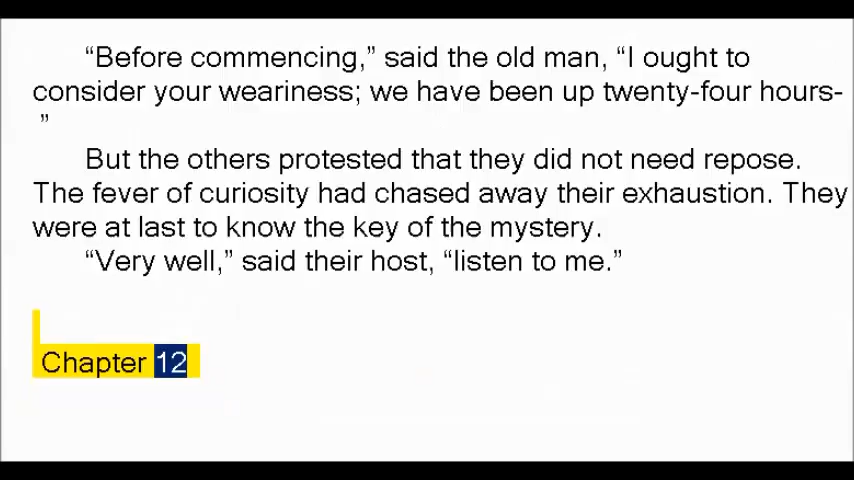 “Before commencing,” said the old man, “I ought to
consider your weariness; we have been up twenty-four hours-
”
But the others protested that they did not need repose.
The fever of curiosity had chased away their exhaustion. They
were at last to know the key of the mystery.
“Very well,” said their host, “listen to me.”
Chapter 12